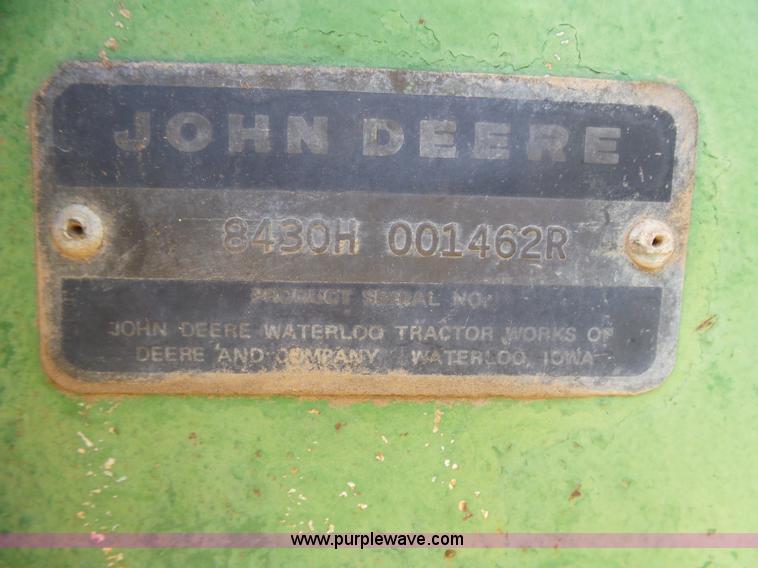 JOHN DEERE
8430H 001462R
PRODUCT SERIAL NO.
JOHN DEERE WATERLOO TRACTOR WORKS OF
DEERE AND COMPANY WATERLOO, IOWA
www.purplewave.com